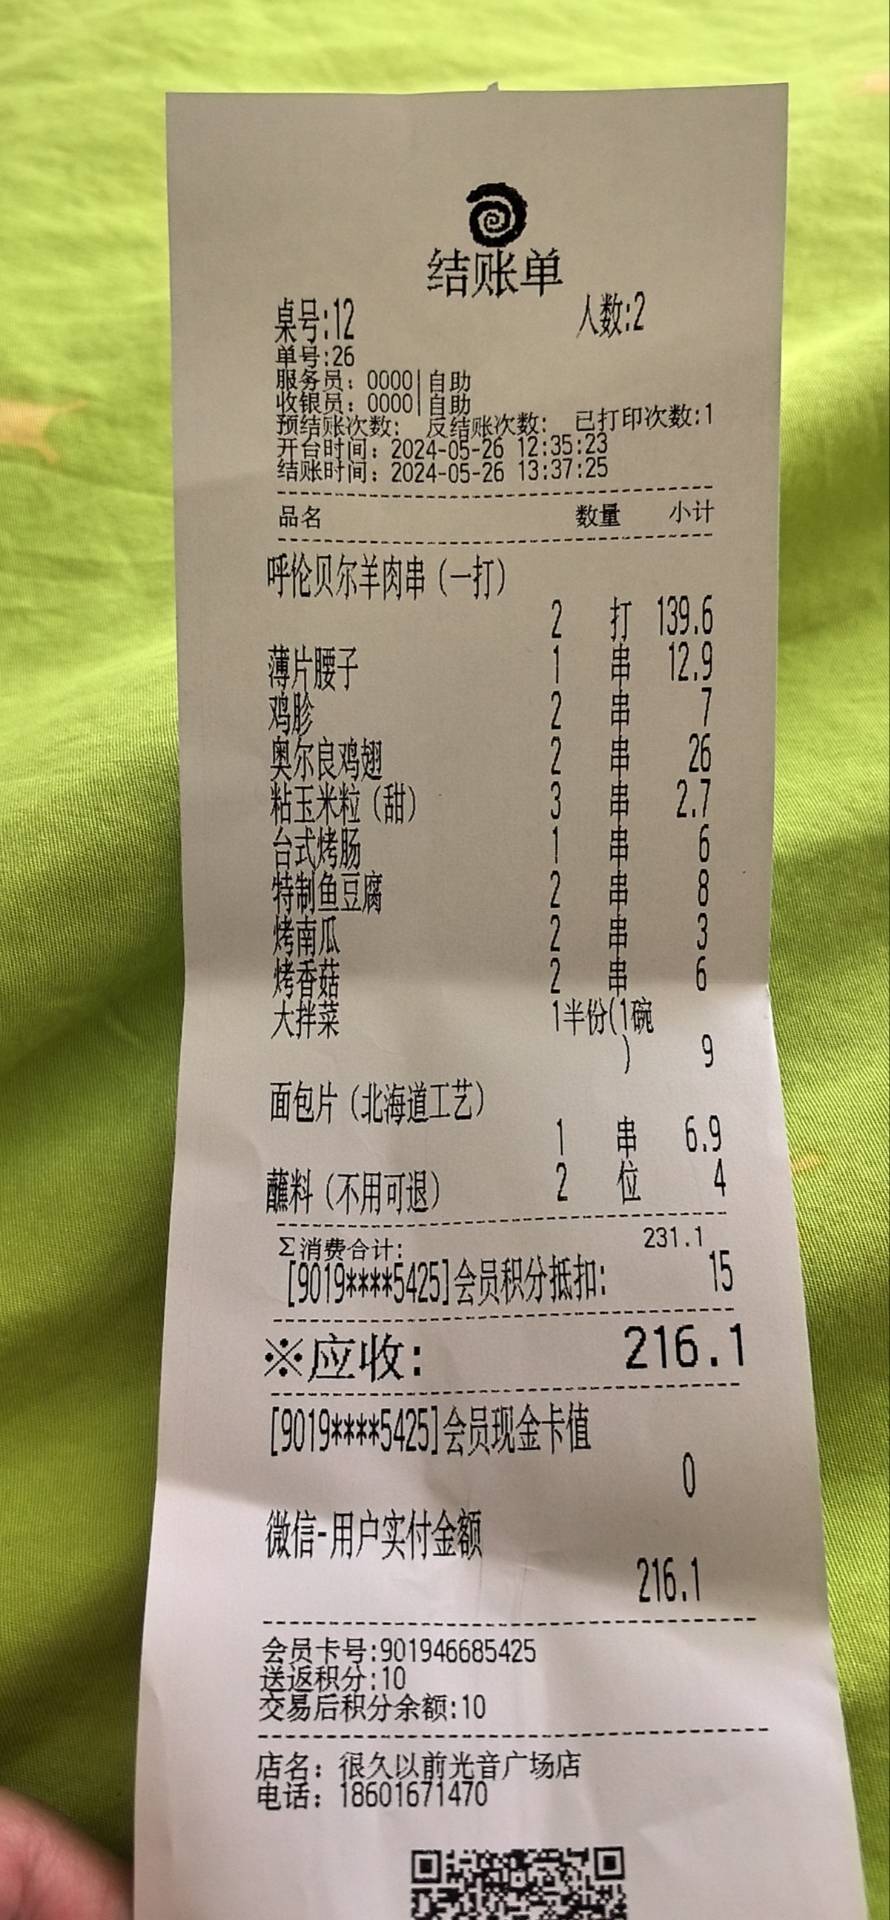 结账单
桌号:12 人数:2
单号:26
服务员: 0000|自助
收银员: 0000|自助
预结账次数: 反结账次数: 已打印次数:1
开台时间: 2024-05-26 12:35:23
结账时间: 2024-05-26 13:37:25
品名 数量 小计
呼伦贝尔羊肉串(一打)
2 打 139.6
薄片腰子 1 串 12.9
鸡胗 2 串 7
奥尔良鸡翅 2 串 26
粘玉米粒(甜) 3 串 2.7
台式烤肠 1 串 6
特制鱼豆腐 2 串 8
烤南瓜 2 串 3
烤香菇 2 串 6
大拌菜 1半份(1碗
) 9
面包片(北海道工艺)
1 串 6.9
蘸料(不用可退) 2 位 4
Σ消费合计: 231.1
[9019****5425]会员积分抵扣: 15
※应收: 216.1
[9019****5425]会员现金卡值
0
微信-用户实付金额
216.1
会员卡号:901946685425
送返积分:10
交易后积分余额:10
店名: 很久以前光音广场店
电话: 18601671470